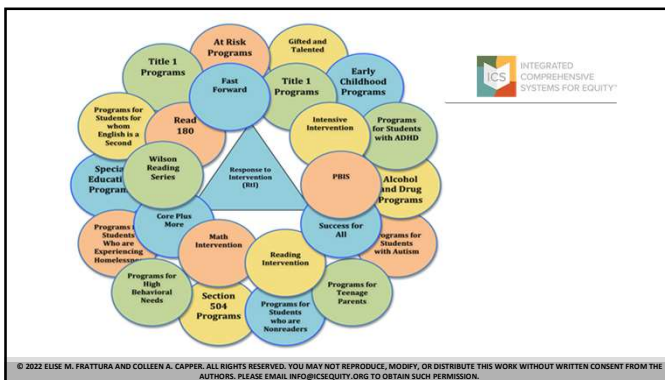 At Risk
Programs
Gifted and
Talented
Title 1
Programs
Fast
Forward
Title 1
Programs
Early
Childhood
Programs
Programs for
Students for
whom
English is a
Second
Read
180
Intensive
Intervention
Programs
for Students
with ADHD
Wilson
Reading
Series
Response to
Intervention
(RtI)
PBIS
Alcohol
and Drug
Programs
Core Plus
More
Math
Intervention
Reading
Intervention
Success for
All
Students
Who are
Experiencing
Students
with Autism
Programs for
High
Behavioral
Needs
Section
504
Programs
Programs for
Students
who are
Nonreaders
Programs for
Teenage
Parents
ICS
INTEGRATED
COMPREHENSIVE
SYSTEMS FOR EQUITY™
© 2022 ELISE M. FRATTURA AND COLLEEN A. CAPPER. ALL RIGHTS RESERVED. YOU MAY NOT REPRODUCE, MODIFY, OR DISTRIBUTE THIS WORK WITHOUT WRITTEN CONSENT FROM THE
AUTHORS. PLEASE EMAIL INFO@ICSEQUITY.ORG TO OBTAIN SUCH PERMISSION.